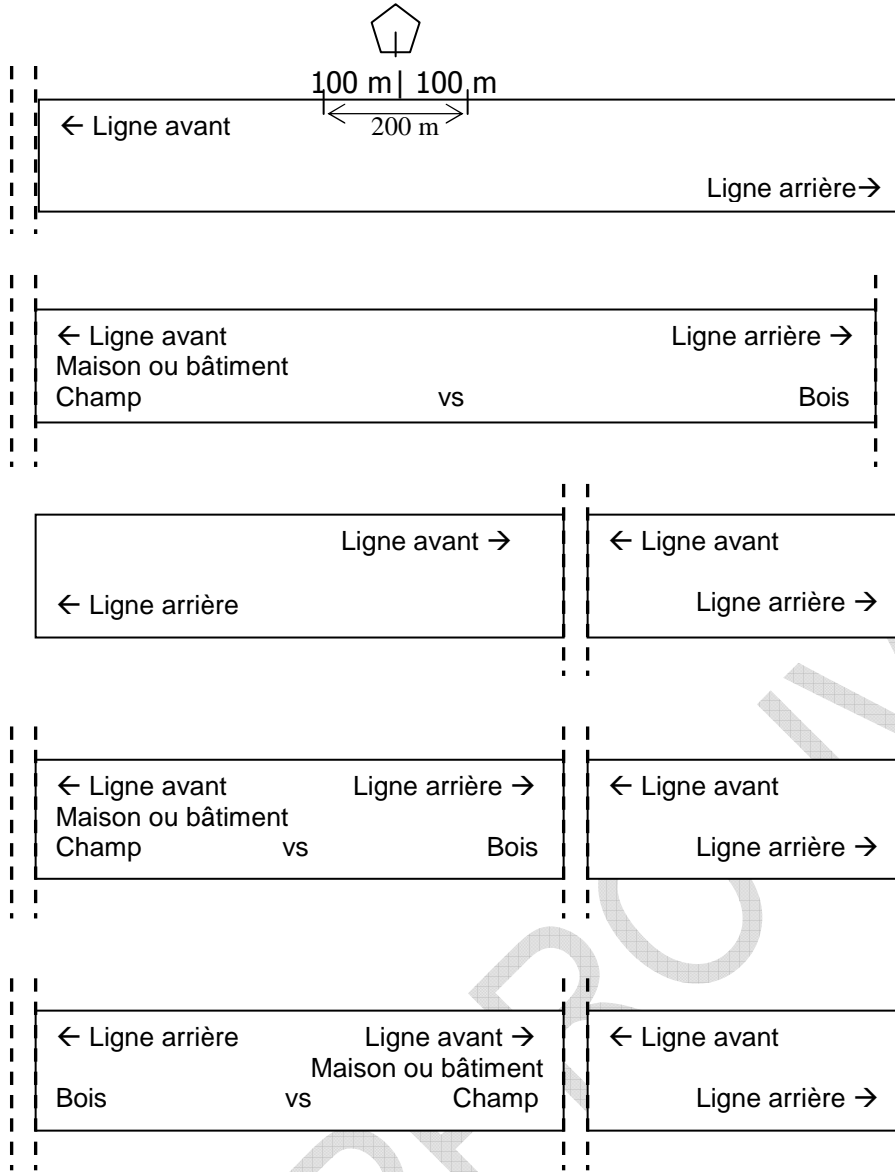 100 m| 100 m
← Ligne avant 200 m
Ligne arrière→
← Ligne avant Ligne arrière →
Maison ou bâtiment
Champ vs Bois
Ligne avant → ← Ligne avant
← Ligne arrière Ligne arrière →
← Ligne avant Ligne arrière → ← Ligne avant
Maison ou bâtiment
Champ vs Bois Ligne arrière →
← Ligne arrière Ligne avant → ← Ligne avant
Maison ou bâtiment
Bois vs Champ Ligne arrière →